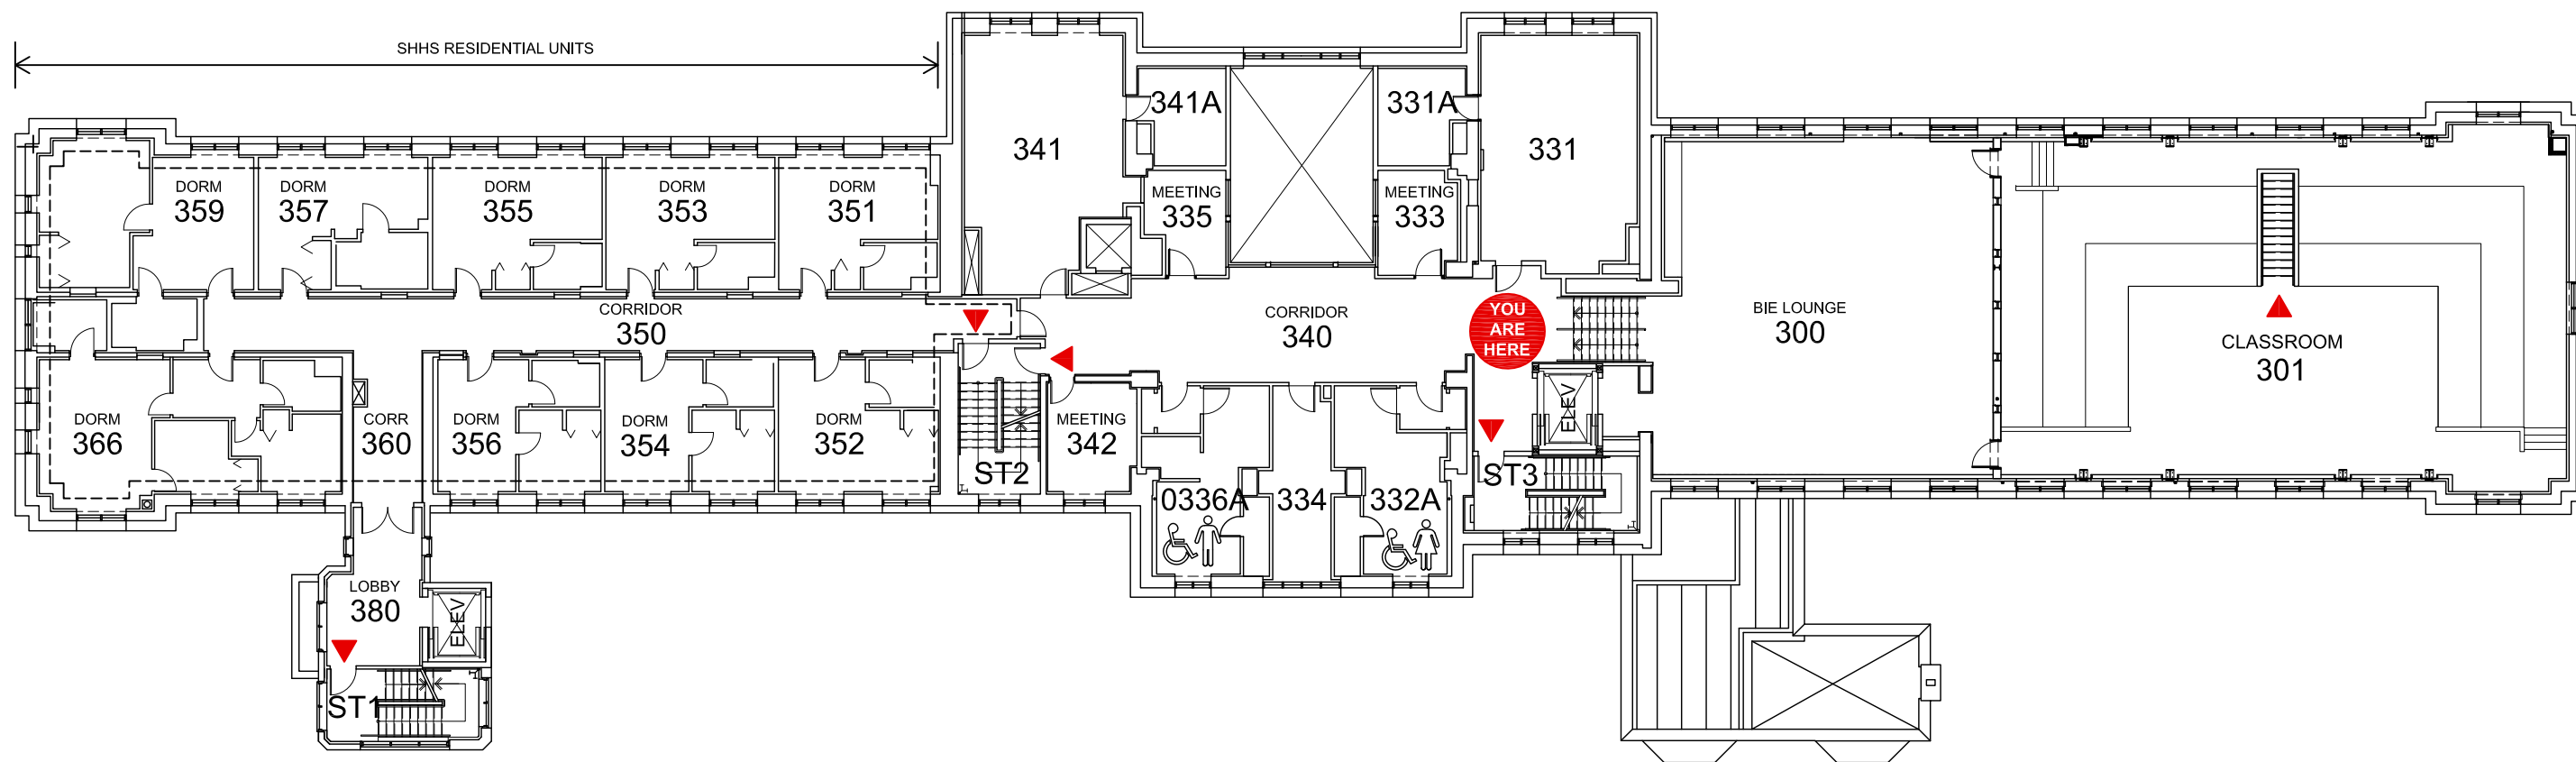 SHHS RESIDENTIAL UNITS
341A
331A
341
331
DORM
359
DORM
357
DORM
355
DORM
353
DORM
351
MEETING
335
MEETING
333
CORRIDOR
350
CORRIDOR
340
YOU
ARE
HERE
BIE LOUNGE
300
CLASSROOM
301
DORM
366
CORR
360
DORM
356
DORM
354
DORM
352
MEETING
342
ELEV
ST2
ST3
0336A
334
332A
LOBBY
380
ELEV
ST1